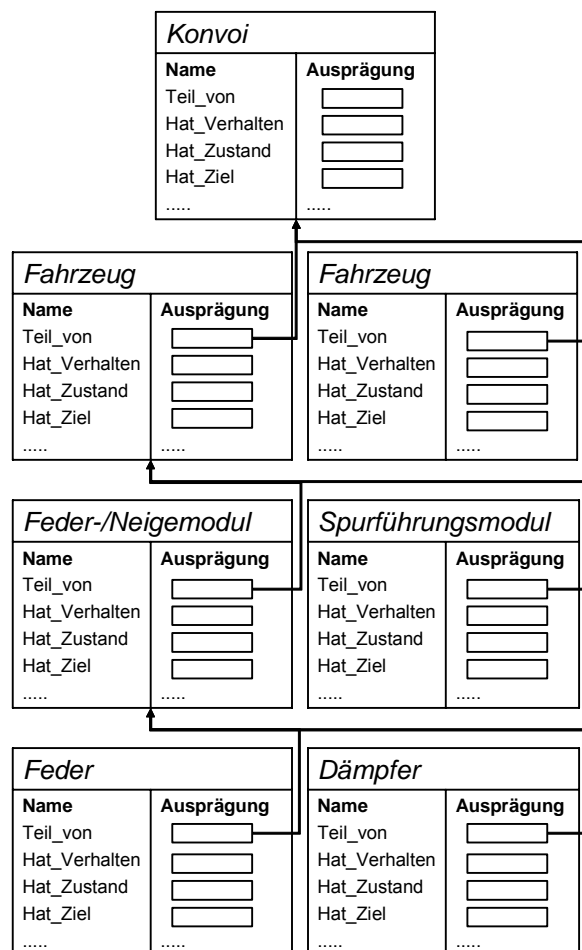 Konvoi
Name Ausprägung
Teil_von
Hat_Verhalten
Hat_Zustand
Hat_Ziel
..... .....
Fahrzeug
Name Ausprägung
Teil_von
Hat_Verhalten
Hat_Zustand
Hat_Ziel
..... .....
Fahrzeug
Name Ausprägung
Teil_von
Hat_Verhalten
Hat_Zustand
Hat_Ziel
..... .....
Feder-/Neigemodul
Name Ausprägung
Teil_von
Hat_Verhalten
Hat_Zustand
Hat_Ziel
..... .....
Spurführungsmodul
Name Ausprägung
Teil_von
Hat_Verhalten
Hat_Zustand
Hat_Ziel
..... .....
Feder
Name Ausprägung
Teil_von
Hat_Verhalten
Hat_Zustand
Hat_Ziel
..... .....
Dämpfer
Name Ausprägung
Teil_von
Hat_Verhalten
Hat_Zustand
Hat_Ziel
..... .....